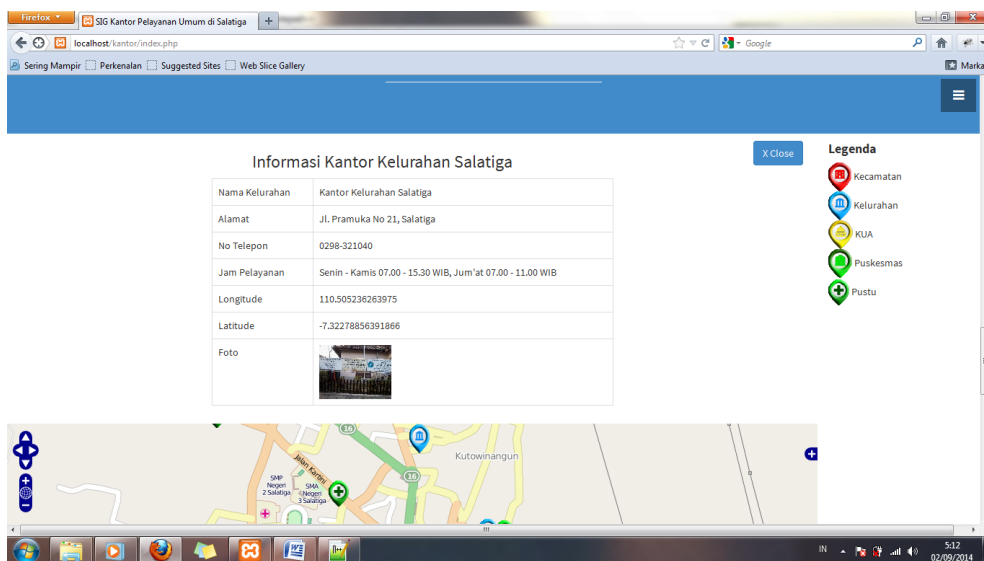 Firefox
SIG Kantor Pelayanan Umum di Salatiga
localhost/kantor/index.php
Google
Sering Mampir Perkenalan Suggested Sites Web Slice Gallery
Marka
X Close
Informasi Kantor Kelurahan Salatiga
Nama Kelurahan Kantor Kelurahan Salatiga
Alamat Jl. Pramuka No 21, Salatiga
No Telepon 0298-321040
Jam Pelayanan Senin - Kamis 07.00 - 15.30 WIB, Jum'at 07.00 - 11.00 WIB
Longitude 110.505236263975
Latitude -7.32278856391866
Foto
Legenda
Kecamatan
Kelurahan
KUA
Puskesmas
Pustu
16
Kutowinangun
Jalan Kartini
16
SMP
Negeri
2 Salatiga
SMA
Negeri
3 Salatiga
IN
5:12
02/09/2014